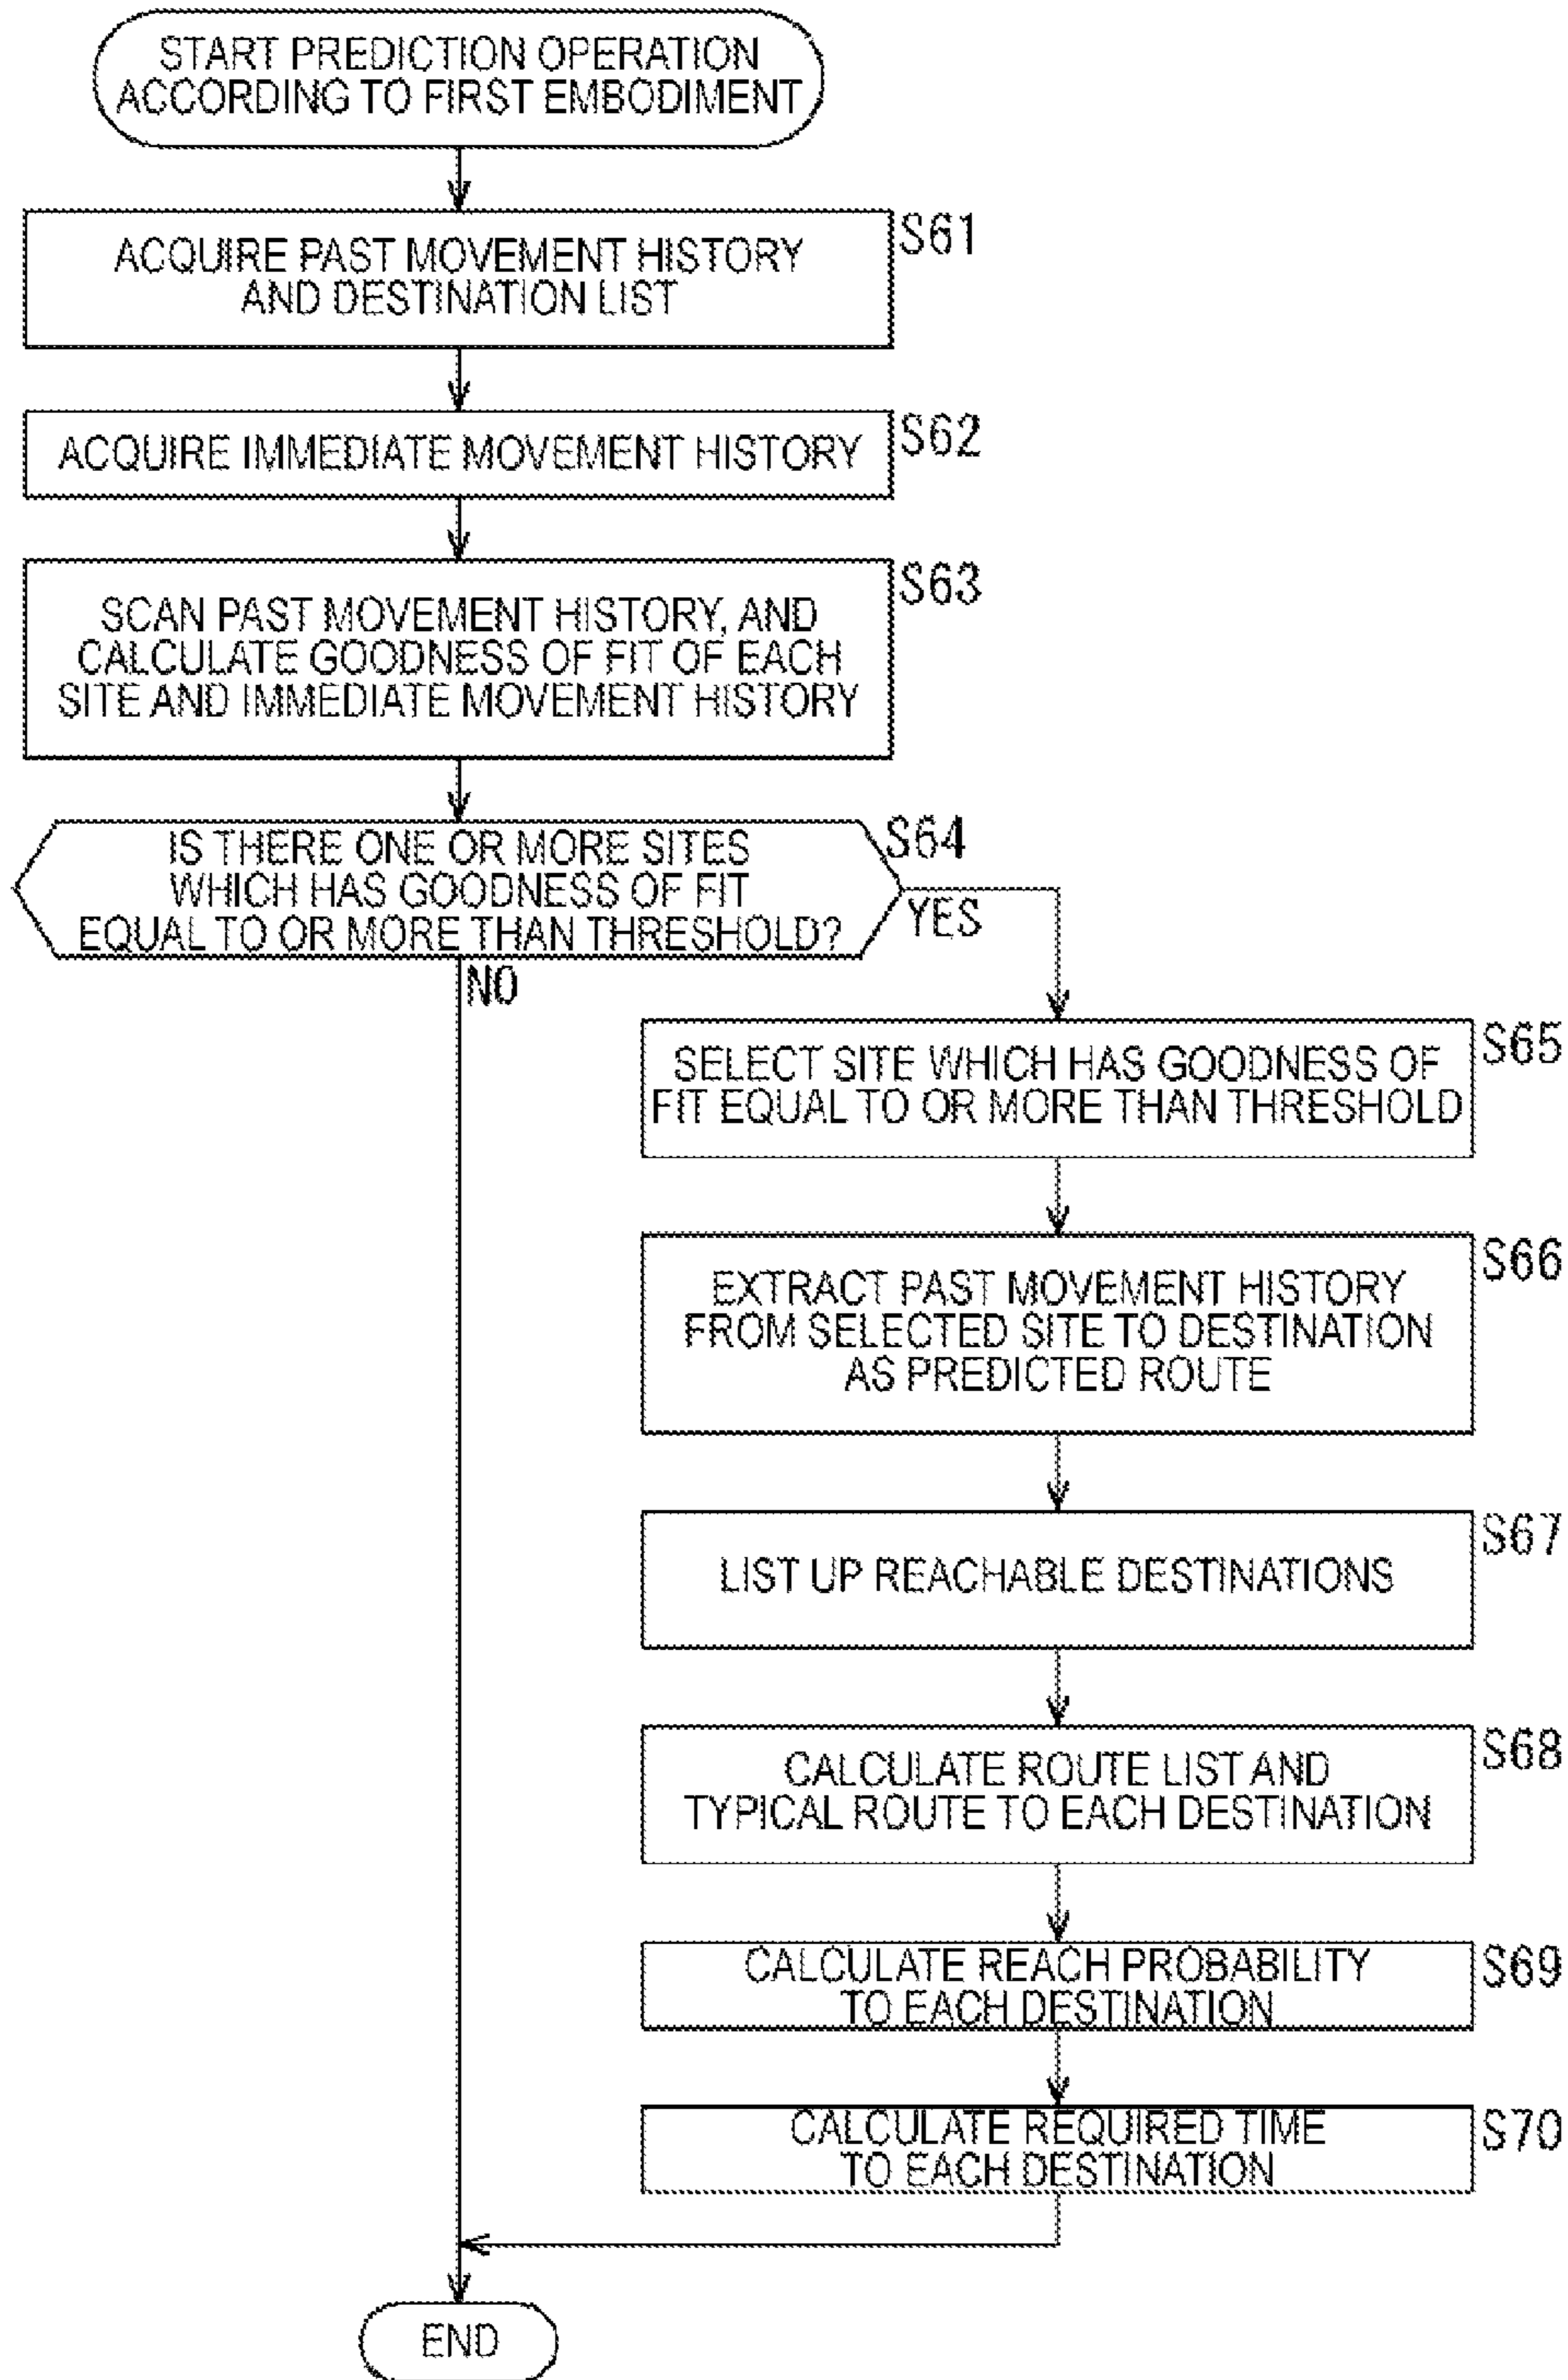 START PREDICTION OPERATION
ACCORDING TO FIRST EMBODIMENT
S61
ACQUIRE PAST MOVEMENT HISTORY
AND DESTINATION LIST
S62
ACQUIRE IMMEDIATE MOVEMENT HISTORY
S63
SCAN PAST MOVEMENT HISTORY, AND
CALCULATE GOODNESS OF FIT OF EACH
SITE AND IMMEDIATE MOVEMENT HISTORY
S64
IS THERE ONE OR MORE SITES
WHICH HAS GOODNESS OF FIT
EQUAL TO OR MORE THAN THRESHOLD?
YES
NO
S65
SELECT SITE WHICH HAS GOODNESS OF
FIT EQUAL TO OR MORE THAN THRESHOLD
S66
EXTRACT PAST MOVEMENT HISTORY
FROM SELECTED SITE TO DESTINATION
AS PREDICTED ROUTE
S67
LIST UP REACHABLE DESTINATIONS
S68
CALCULATE ROUTE LIST AND
TYPICAL ROUTE TO EACH DESTINATION
S69
CALCULATE REACH PROBABILITY
TO EACH DESTINATION
S70
CALCULATE REQUIRED TIME
TO EACH DESTINATION
END